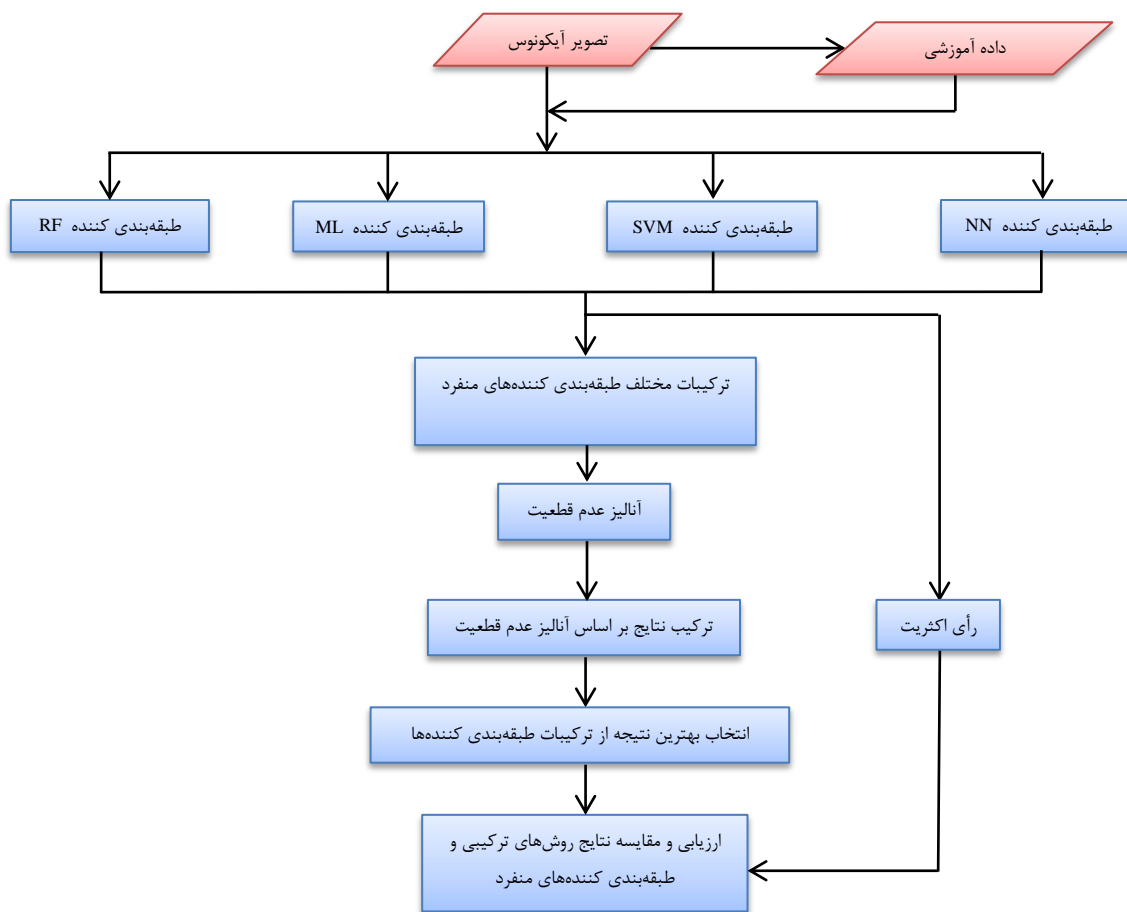 تصویر آیکونوس
داده آموزشی
طبقه‌بندی کننده RF
طبقه‌بندی کننده ML
طبقه‌بندی کننده SVM
طبقه‌بندی کننده NN
ترکیبات مختلف طبقه‌بندی کننده‌های منفرد
آنالیز عدم قطعیت
ترکیب نتایج بر اساس آنالیز عدم قطعیت
رأی اکثریت
انتخاب بهترین نتیجه از ترکیبات طبقه‌بندی کننده‌ها
ارزیابی و مقایسه نتایج روش‌های ترکیبی و
طبقه‌بندی کننده‌های منفرد